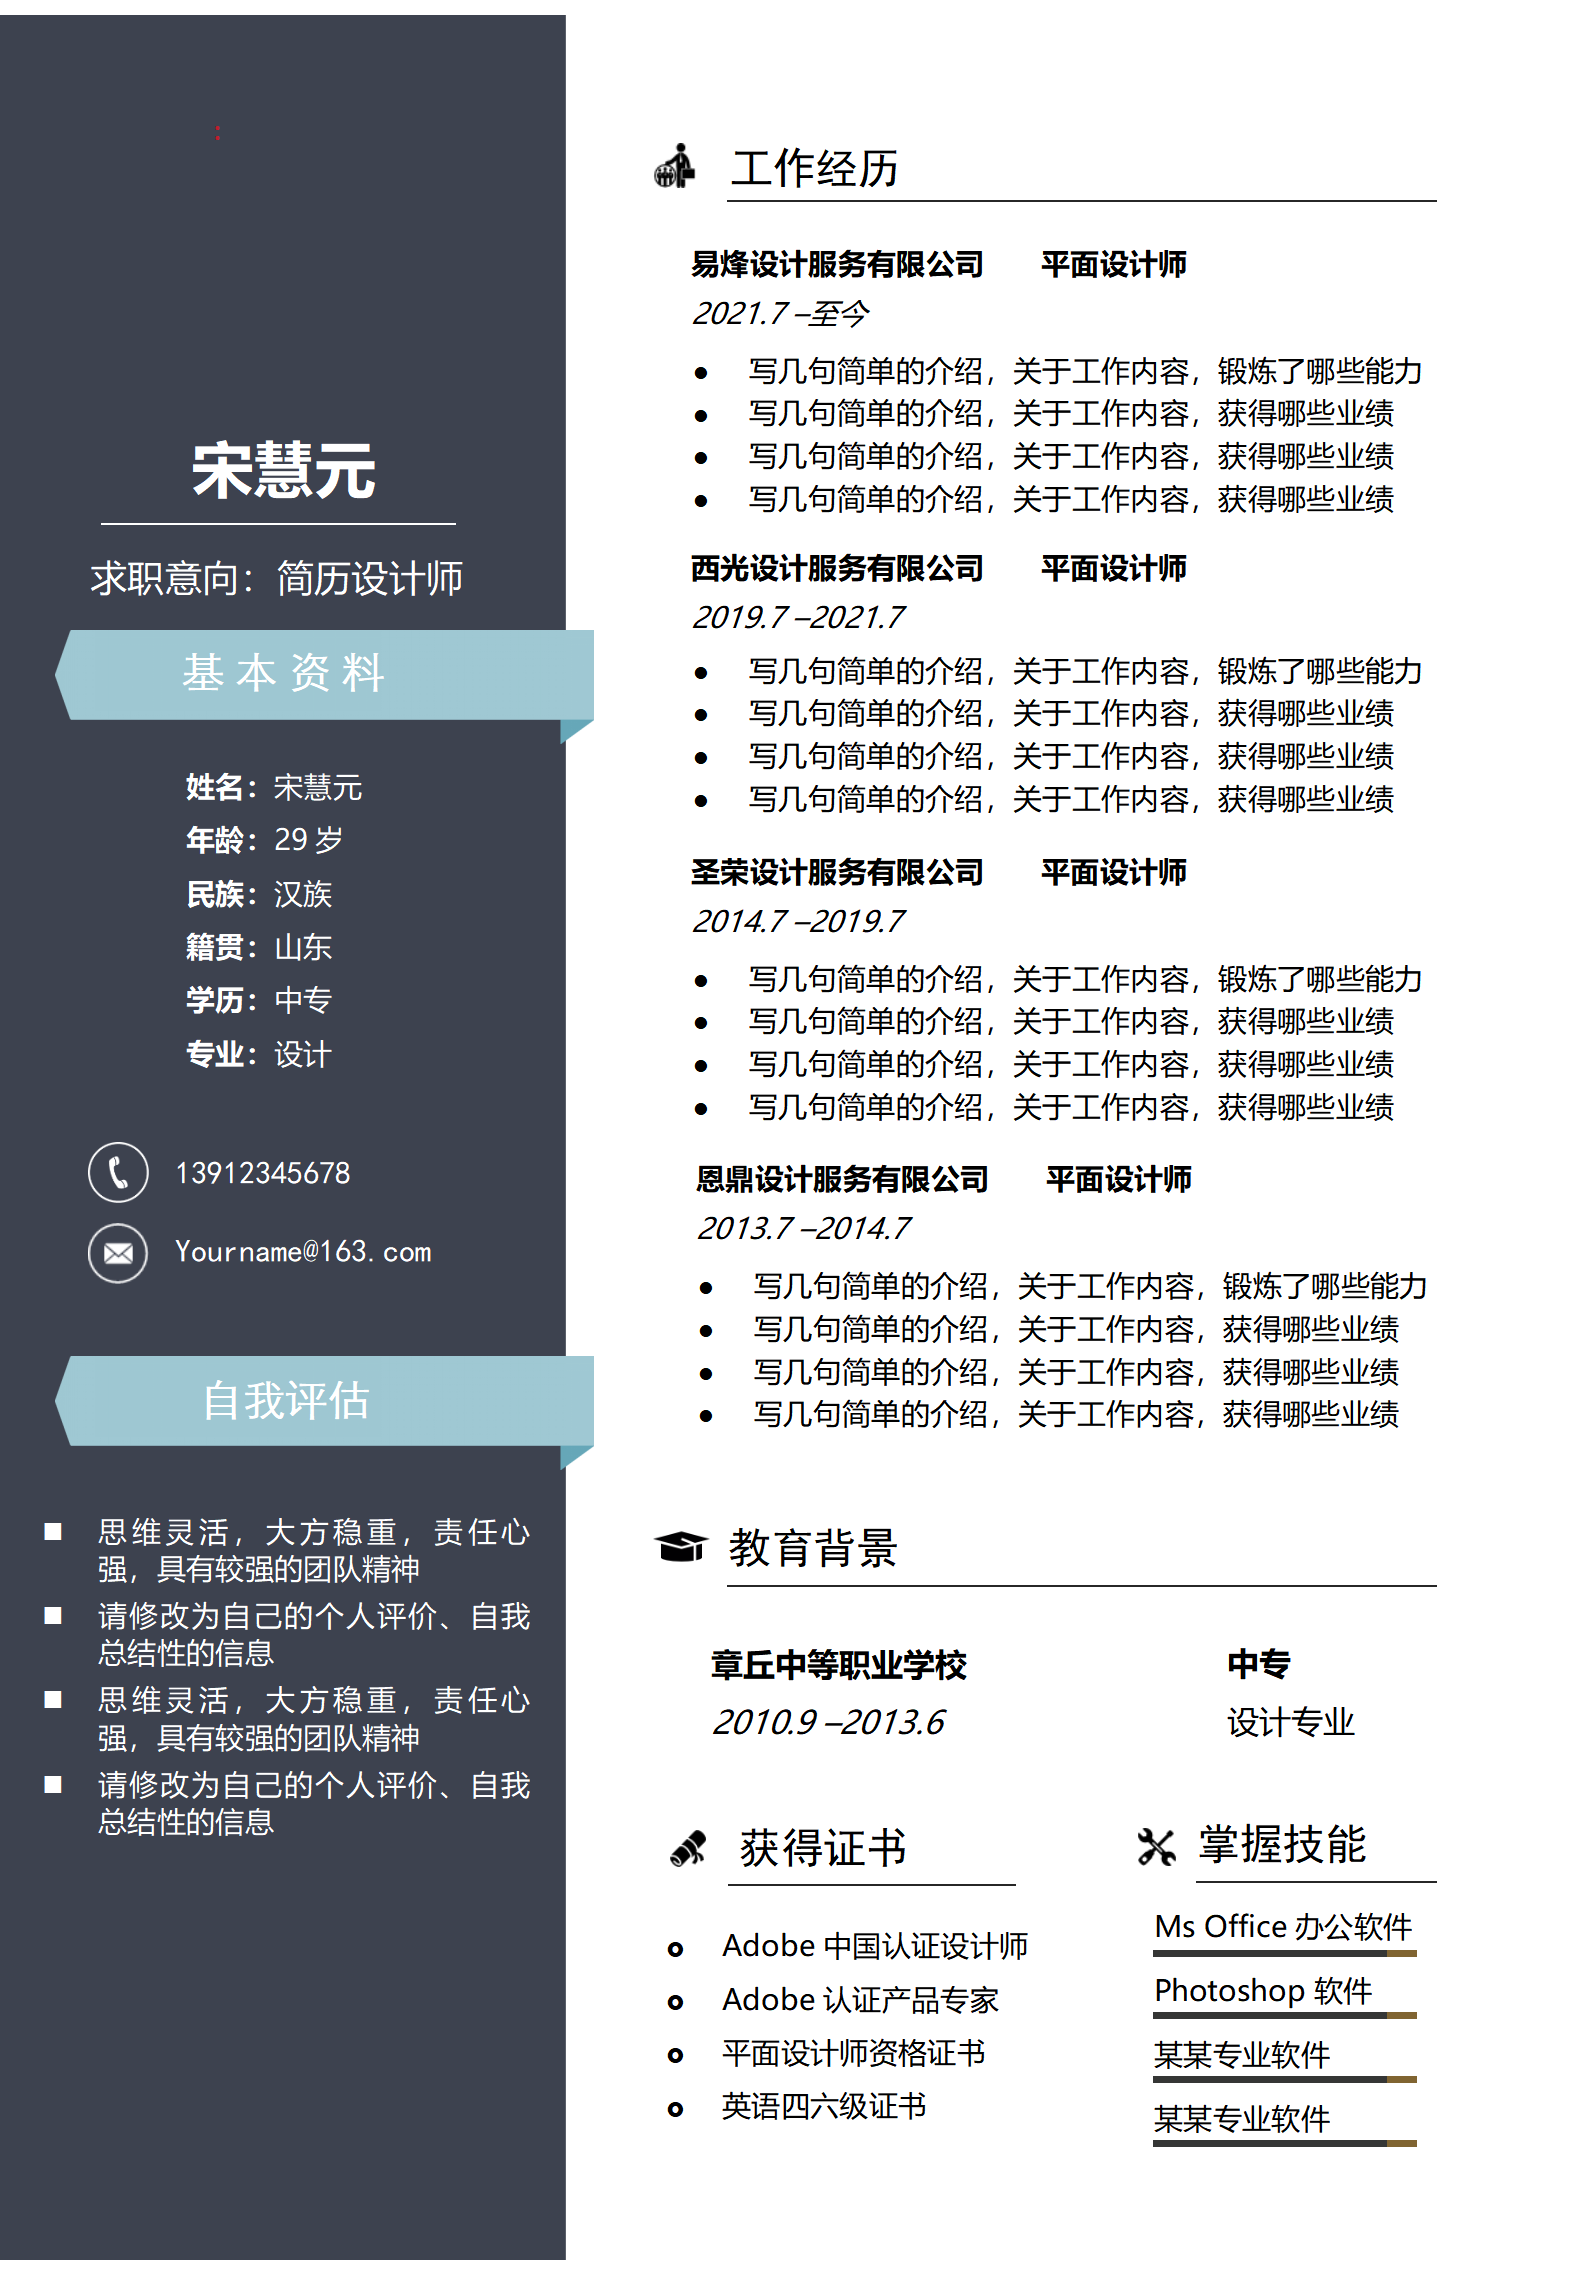 :
宋慧元
求职意向：简历设计师
基本资料
姓名：宋慧元
年龄：29 岁
民族：汉族
籍贯：山东
学历：中专
专业：设计
13912345678
Yourname@163.com
自我评估
■ 思维灵活，大方稳重，责任心
强，具有较强的团队精神
■ 请修改为自己的个人评价、自我
总结性的信息
■ 思维灵活，大方稳重，责任心
强，具有较强的团队精神
■ 请修改为自己的个人评价、自我
总结性的信息
工作经历
易烽设计服务有限公司 平面设计师
2021.7 –至今
● 写几句简单的介绍，关于工作内容，锻炼了哪些能力
● 写几句简单的介绍，关于工作内容，获得哪些业绩
● 写几句简单的介绍，关于工作内容，获得哪些业绩
● 写几句简单的介绍，关于工作内容，获得哪些业绩
西光设计服务有限公司 平面设计师
2019.7 –2021.7
● 写几句简单的介绍，关于工作内容，锻炼了哪些能力
● 写几句简单的介绍，关于工作内容，获得哪些业绩
● 写几句简单的介绍，关于工作内容，获得哪些业绩
● 写几句简单的介绍，关于工作内容，获得哪些业绩
圣荣设计服务有限公司 平面设计师
2014.7 –2019.7
● 写几句简单的介绍，关于工作内容，锻炼了哪些能力
● 写几句简单的介绍，关于工作内容，获得哪些业绩
● 写几句简单的介绍，关于工作内容，获得哪些业绩
● 写几句简单的介绍，关于工作内容，获得哪些业绩
恩鼎设计服务有限公司 平面设计师
2013.7 –2014.7
● 写几句简单的介绍，关于工作内容，锻炼了哪些能力
● 写几句简单的介绍，关于工作内容，获得哪些业绩
● 写几句简单的介绍，关于工作内容，获得哪些业绩
● 写几句简单的介绍，关于工作内容，获得哪些业绩
教育背景
章丘中等职业学校 中专
2010.9 –2013.6 设计专业
获得证书
Adobe 中国认证设计师
Adobe 认证产品专家
平面设计师资格证书
英语四六级证书
掌握技能
Ms Office 办公软件
Photoshop 软件
某某专业软件
某某专业软件